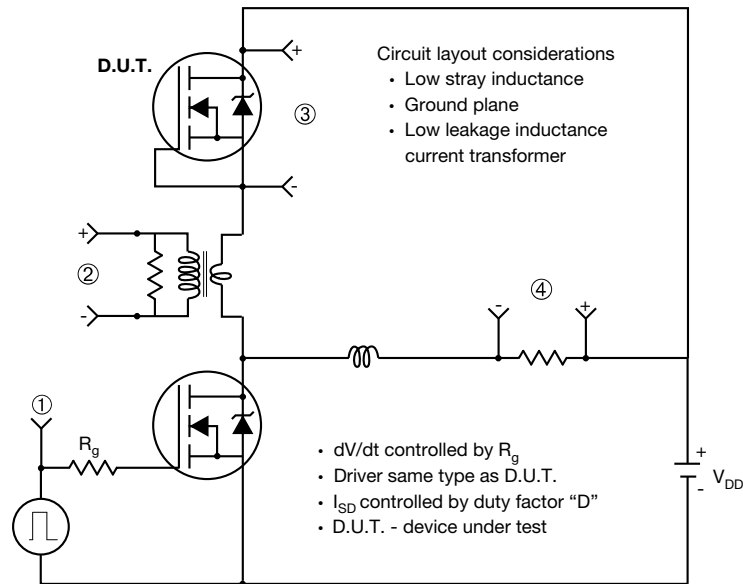 D.U.T.
+
Circuit layout considerations
• Low stray inductance
• Ground plane
• Low leakage inductance
current transformer
③
-
+
②
-
④
- +
①
Rg
• dV/dt controlled by Rg
• Driver same type as D.U.T.
• ISD controlled by duty factor “D”
• D.U.T. - device under test
+
-
VDD